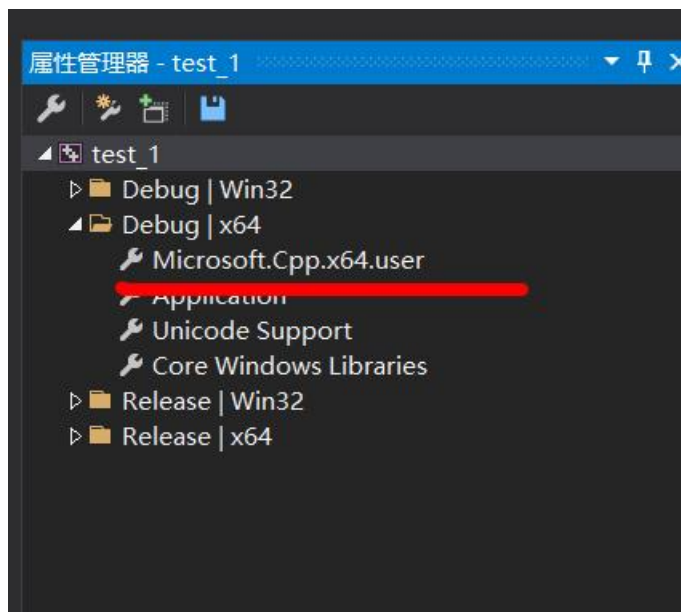 属性管理器 - test_1
test_1
Debug | Win32
Debug | x64
Microsoft.Cpp.x64.user
Application
Unicode Support
Core Windows Libraries
Release | Win32
Release | x64